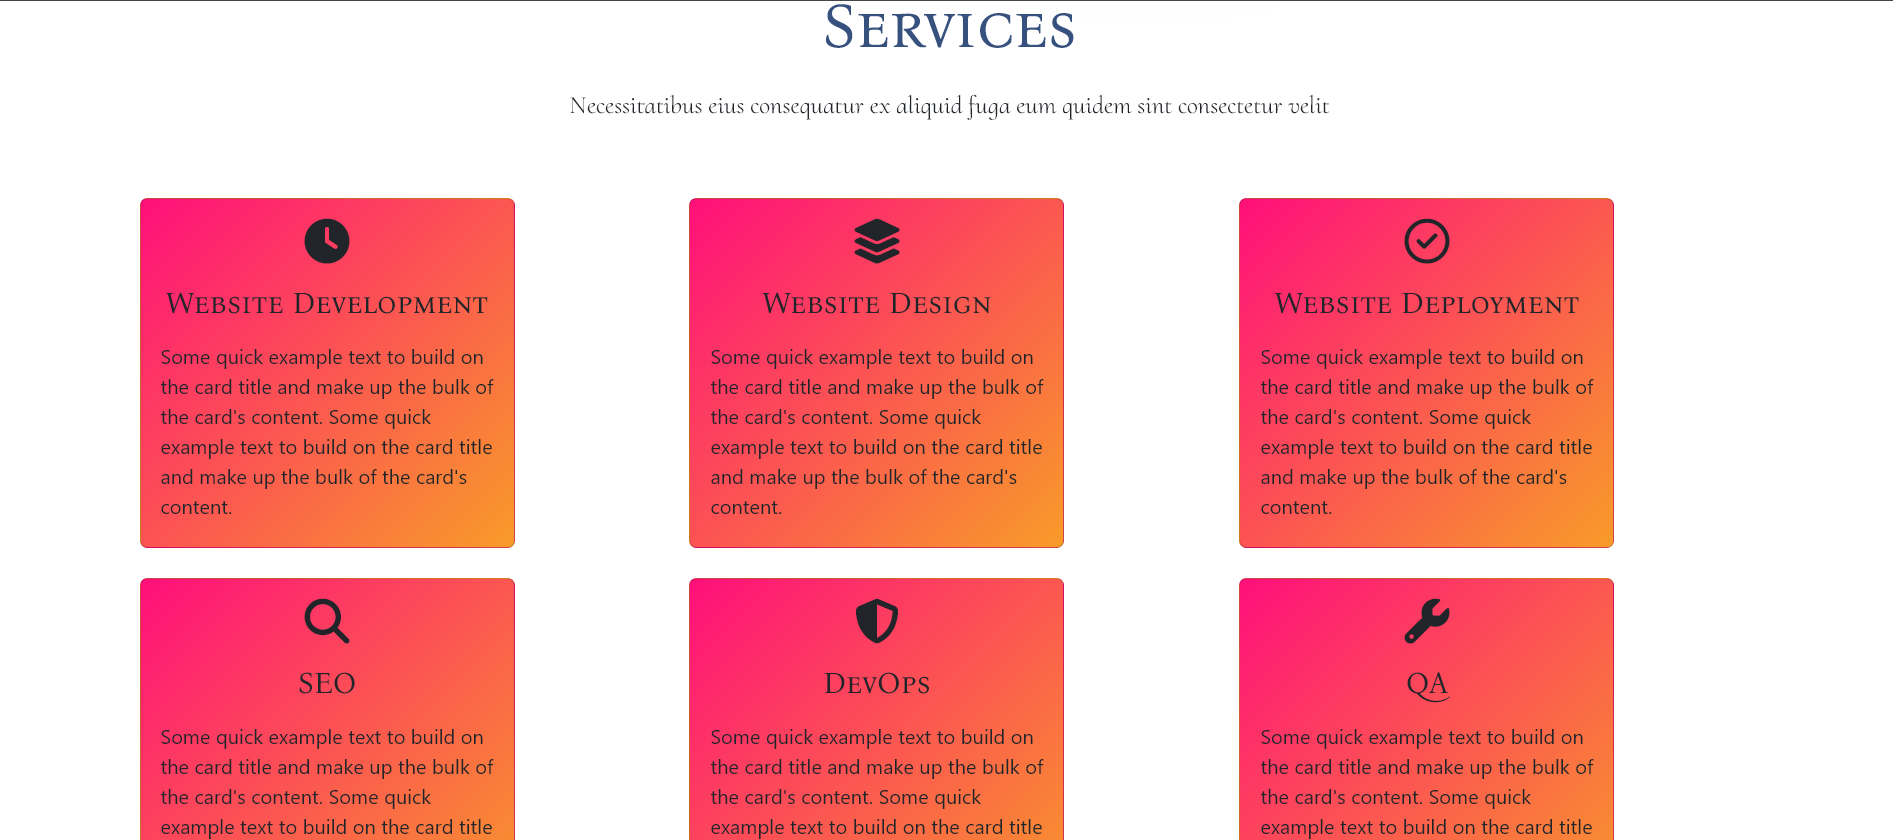 Services
Necessitatibus eius consequatur ex aliquid fuga eum quidem sint consectetur velit
Website Development
Some quick example text to build on
the card title and make up the bulk of
the card's content. Some quick
example text to build on the card title
and make up the bulk of the card's
content.
Website Design
Some quick example text to build on
the card title and make up the bulk of
the card's content. Some quick
example text to build on the card title
and make up the bulk of the card's
content.
Website Deployment
Some quick example text to build on
the card title and make up the bulk of
the card's content. Some quick
example text to build on the card title
and make up the bulk of the card's
content.
SEO
Some quick example text to build on
the card title and make up the bulk of
the card's content. Some quick
example text to build on the card title
DevOps
Some quick example text to build on
the card title and make up the bulk of
the card's content. Some quick
example text to build on the card title
QA
Some quick example text to build on
the card title and make up the bulk of
the card's content. Some quick
example text to build on the card title